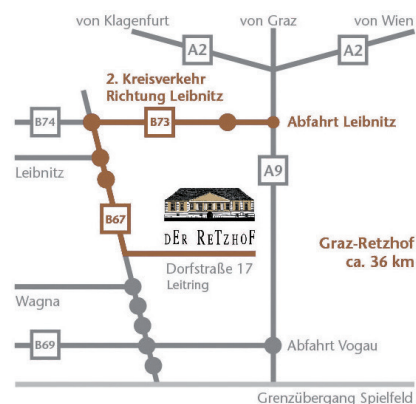 von Klagenfurt
von Graz
von Wien
A2
A2
2. Kreisverkehr
Richtung Leibnitz
B74
B73
Abfahrt Leibnitz
Leibnitz
A9
B67
DER RETZHOF
Graz-Retzhof
ca. 36 km
Dorfstraße 17
Leitring
Wagna
B69
Abfahrt Vogau
Grenzübergang Spielfeld